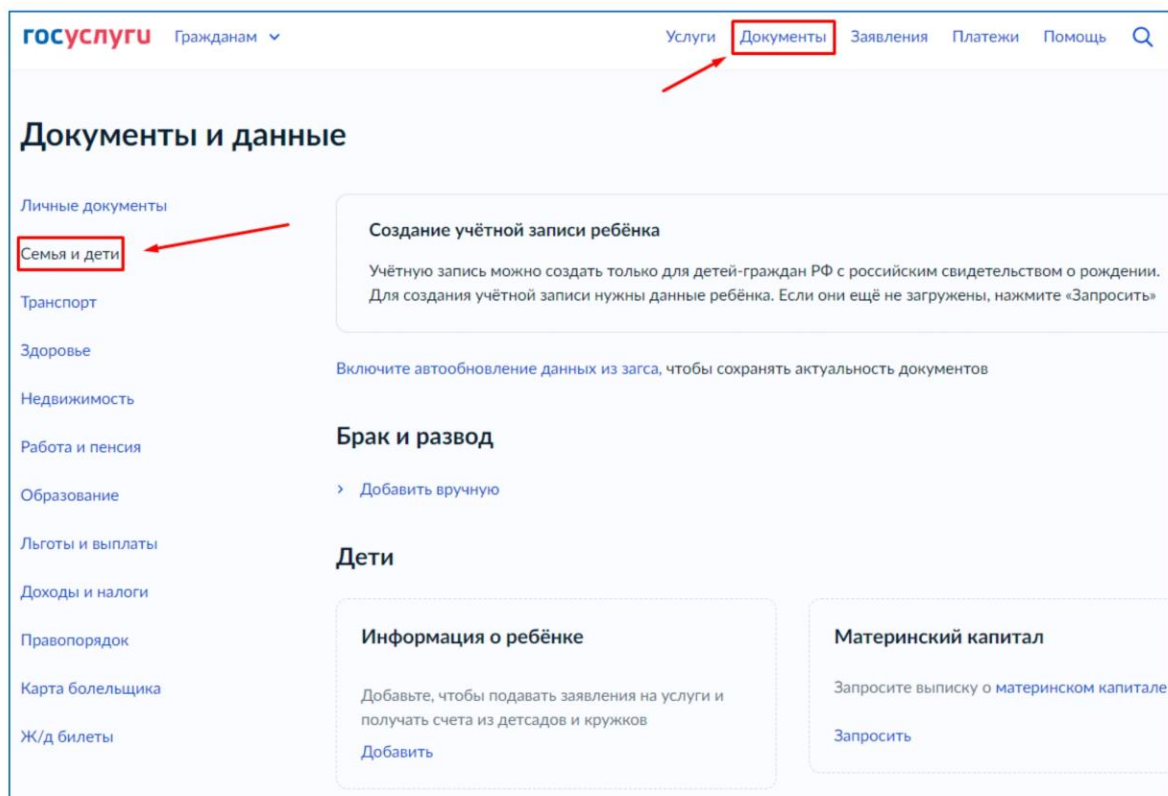 госуслуги Гражданам Услуги Документы Заявления Платежи Помощь
Документы и данные
Личные документы
Семья и дети
Транспорт
Здоровье
Недвижимость
Работа и пенсия
Образование
Льготы и выплаты
Доходы и налоги
Правопорядок
Карта болельщика
Ж/д билеты
Создание учётной записи ребёнка
Учётную запись можно создать только для детей-граждан РФ с российским свидетельством о рождении.
Для создания учётной записи нужны данные ребёнка. Если они ещё не загружены, нажмите «Запросить»
Включите автообновление данных из загса, чтобы сохранять актуальность документов
Брак и развод
Добавить вручную
Дети
Информация о ребёнке
Добавьте, чтобы подавать заявления на услуги и
получать счета из детсадов и кружков
Добавить
Материнский капитал
Запросите выписку о материнском капитале
Запросить